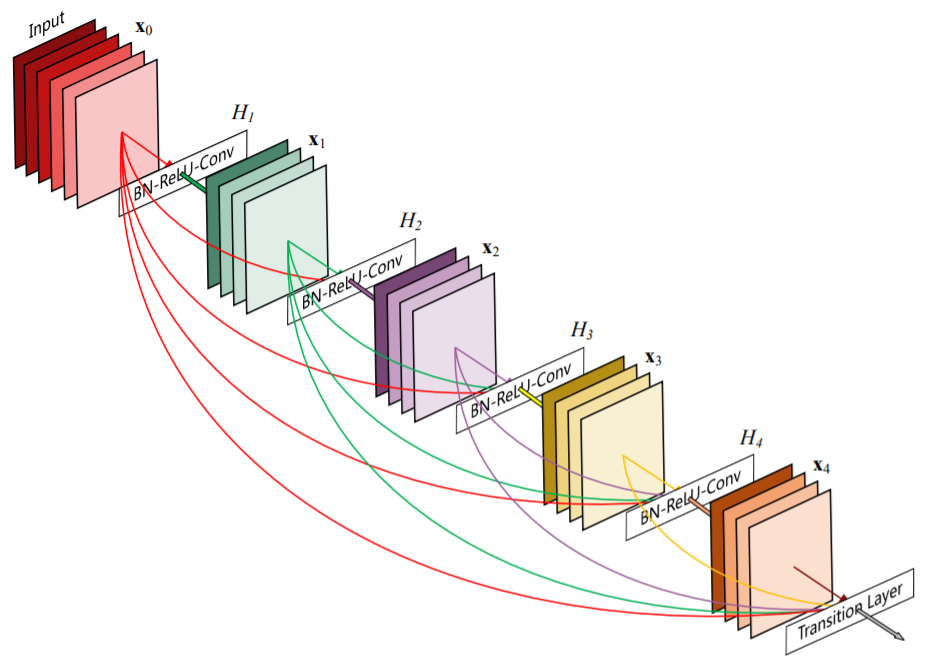 Input
x0
H1
BN-ReLU-Conv
x1
H2
BN-ReLU-Conv
x2
H3
BN-ReLU-Conv
x3
H4
BN-ReLU-Conv
x4
Transition Layer